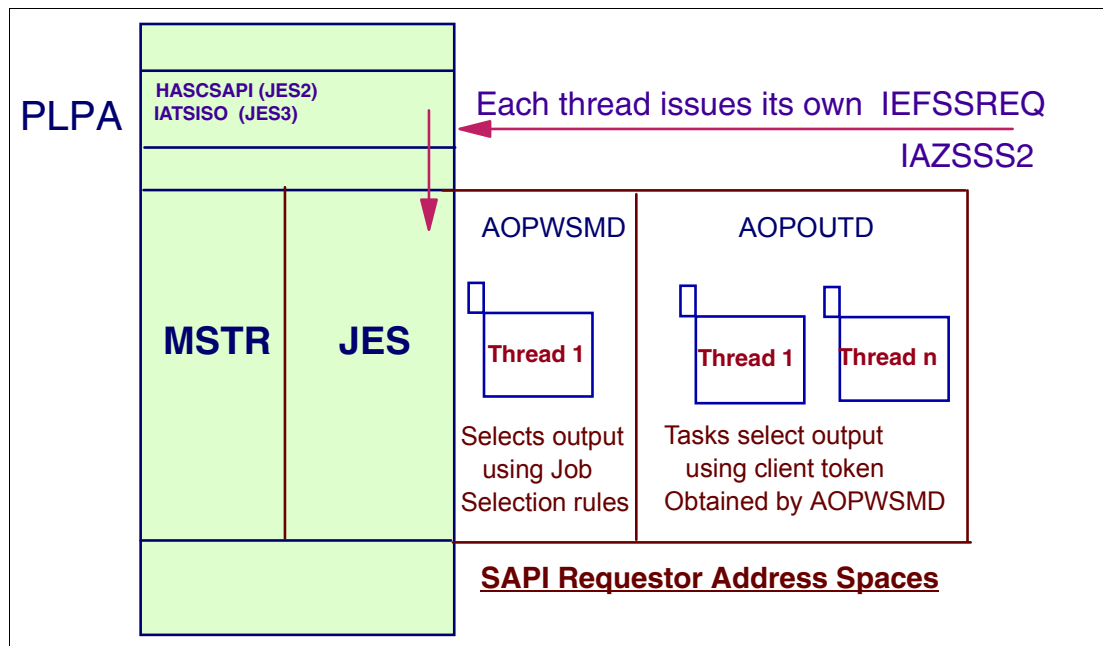 PLPA
HASCSAPI (JES2)
IATSISO (JES3)
Each thread issues its own IEFSSREQ
IAZSSS2
MSTR
JES
AOPWSMD
AOPOUTD
Thread 1
Thread 1
Thread n
Selects output
using Job
Selection rules
Tasks select output
using client token
Obtained by AOPWSMD
SAPI Requestor Address Spaces